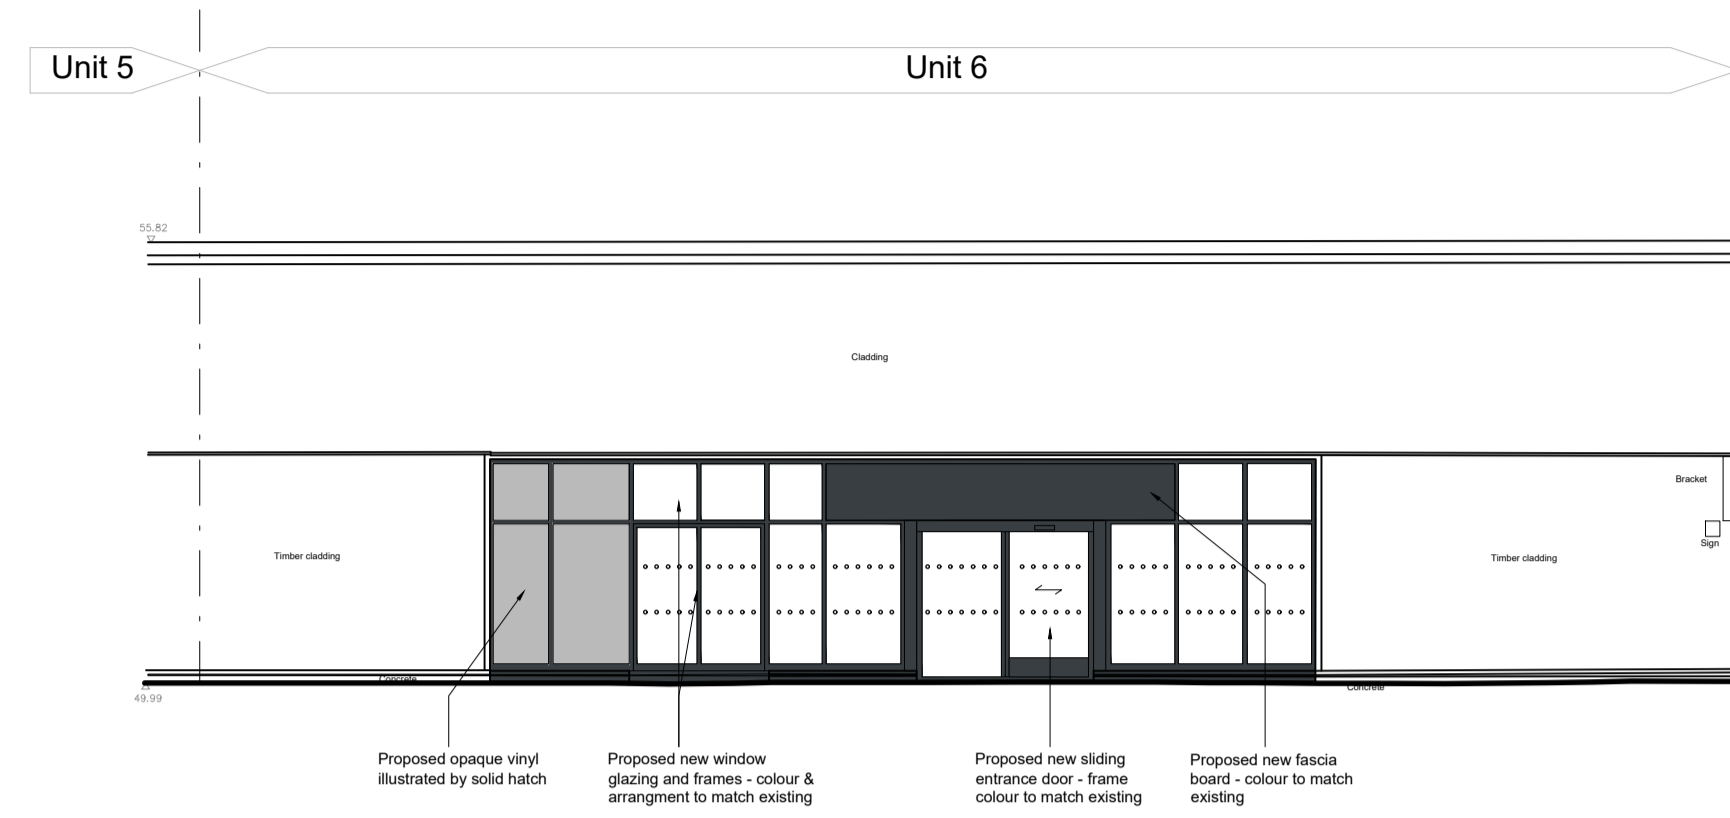 Unit 5
Unit 6
55.82
Cladding
Bracket
Sign
Timber cladding
Timber cladding
Concrete
Concrete
49.99
Proposed opaque vinyl
illustrated by solid hatch
Proposed new window
glazing and frames - colour &
arrangment to match existing
Proposed new sliding
entrance door - frame
colour to match existing
Proposed new fascia
board - colour to match
existing